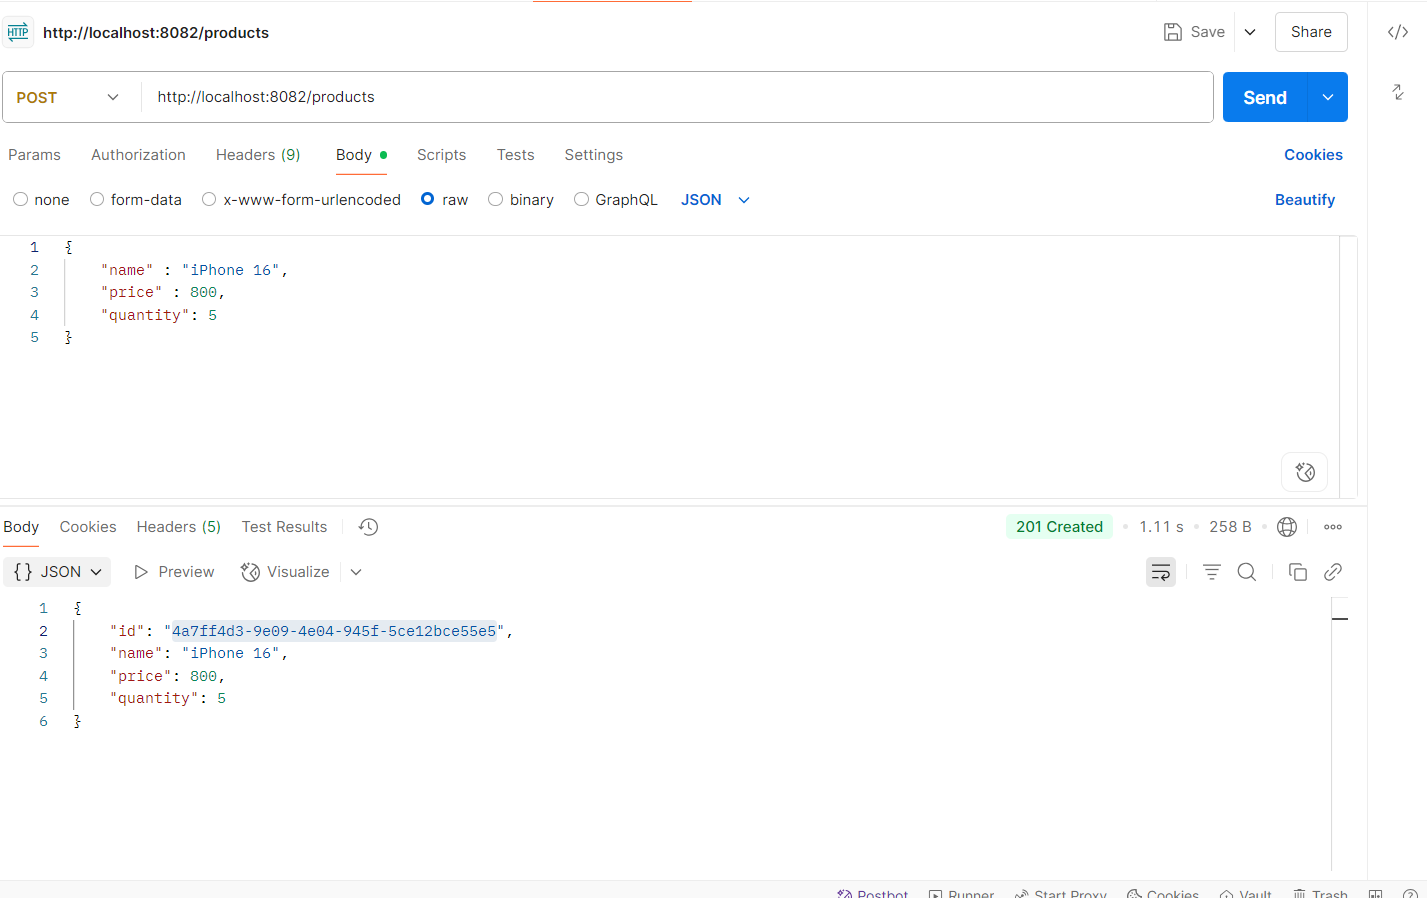 HTTP http://localhost:8082/products Save Share
POST http://localhost:8082/products Send
Params Authorization Headers (9) Body Scripts Tests Settings Cookies
none form-data x-www-form-urlencoded raw binary GraphQL JSON Beautify
1 {
2 "name" : "iPhone 16",
3 "price" : 800,
4 "quantity": 5
5 }
Body Cookies Headers (5) Test Results 201 Created 1.11 s 258 B
{} JSON Preview Visualize
1 {
2 "id": "4a7ff4d3-9e09-4e04-945f-5ce12bce55e5",
3 "name": "iPhone 16",
4 "price": 800,
5 "quantity": 5
6 }
Postbot Runner Start Proxy Cookies Vault Trash